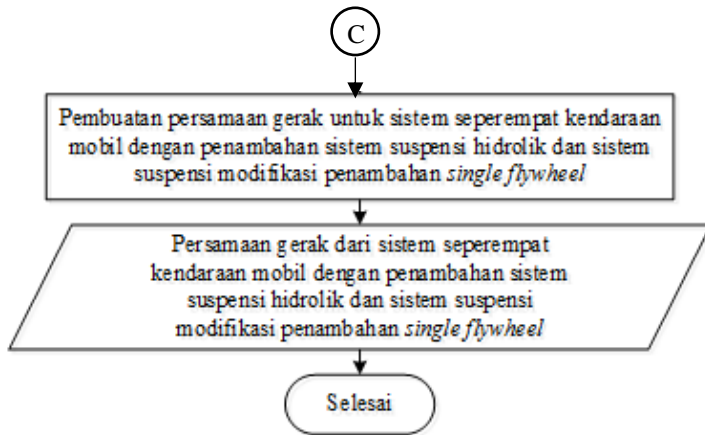 C
Pembuatan persamaan gerak untuk sistem seperempat kendaraan
mobil dengan penambahan sistem suspensi hidrolik dan sistem
suspensi modifikasi penambahan single flywheel
Persamaan gerak dari sistem seperempat
kendaraan mobil dengan penambahan sistem
suspensi hidrolik dan sistem suspensi
modifikasi penambahan single flywheel
Selesai